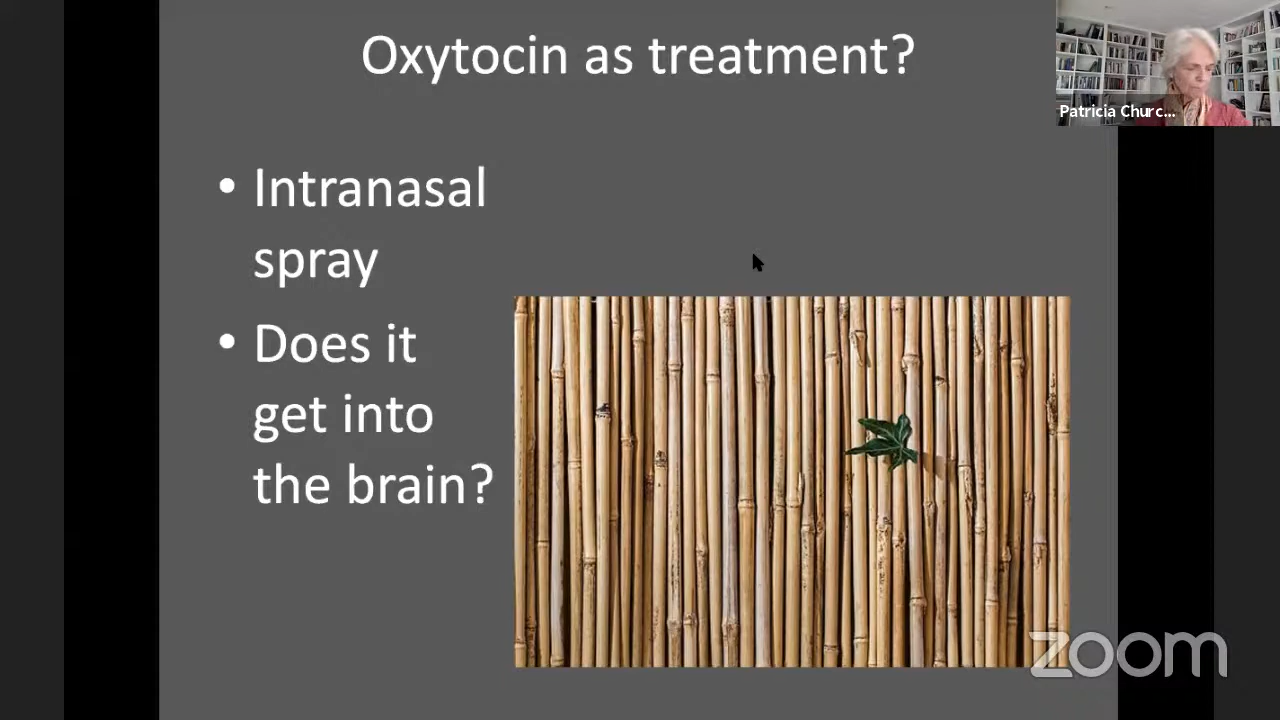 Oxytocin as treatment?
Patricia Churc...
• Intranasal
spray
• Does it
get into
the brain?
zoom